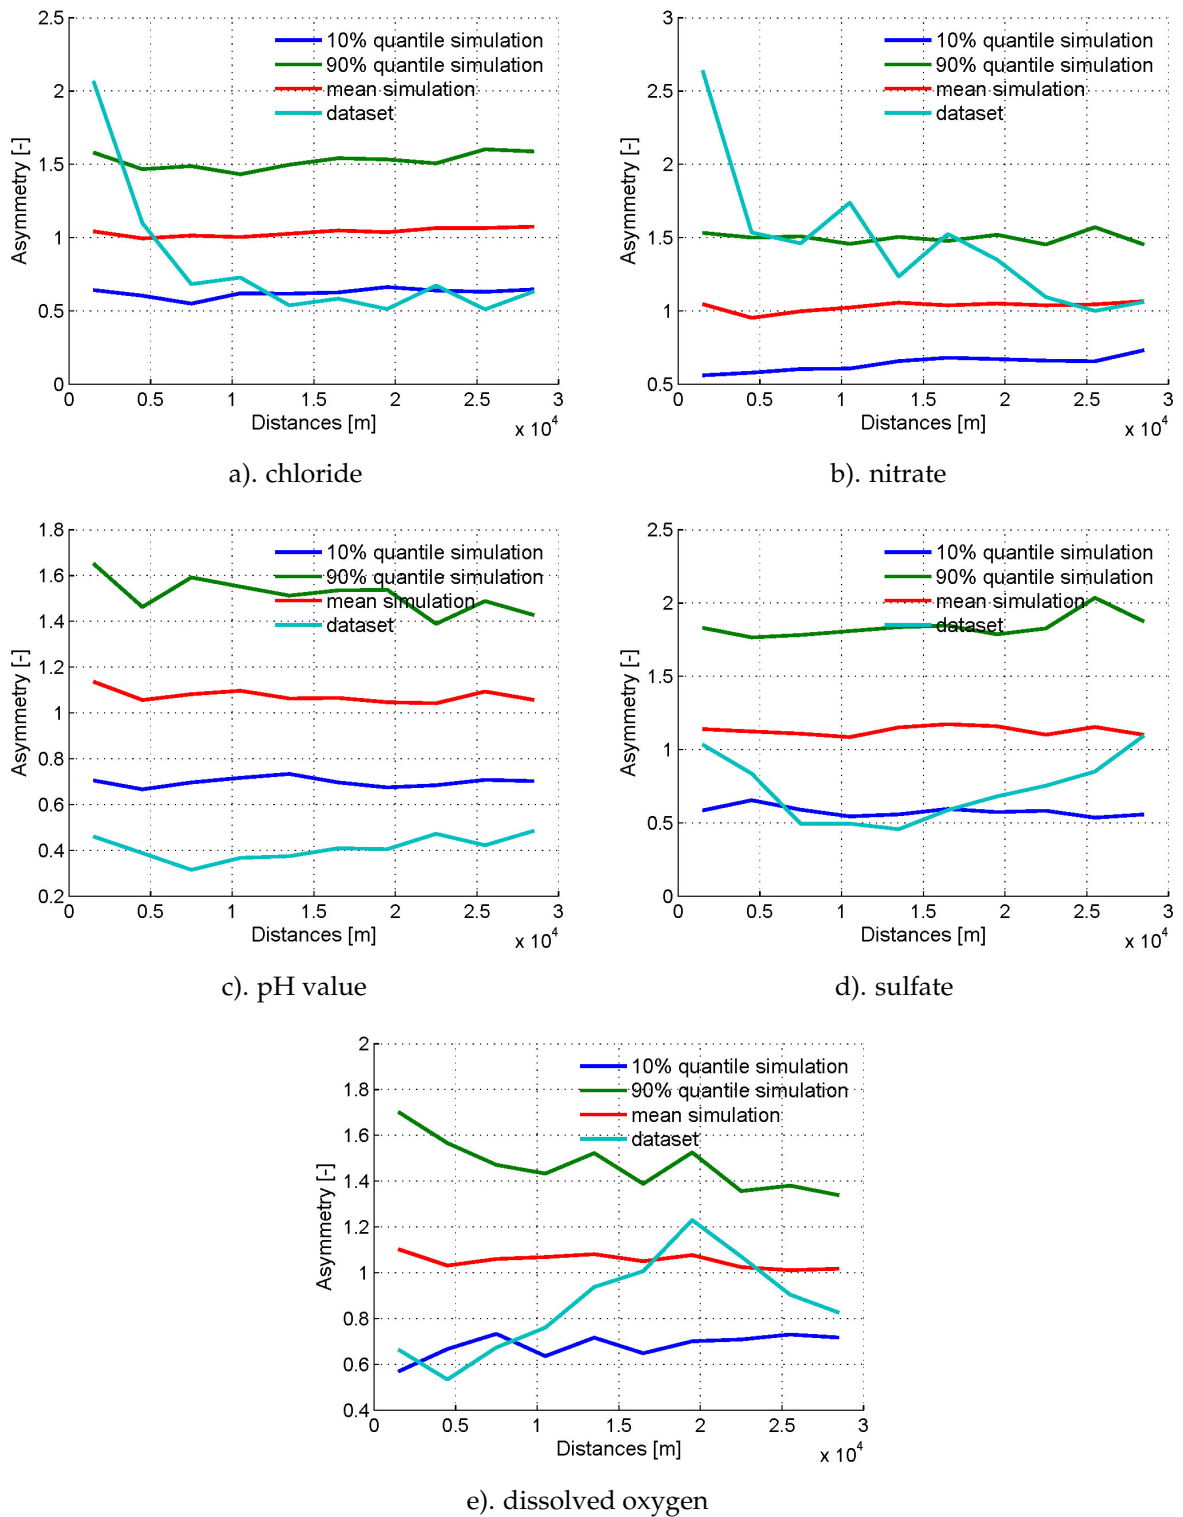 2.5
2
1.5
1
0.5
0
Asymmetry [-]
10% quantile simulation
90% quantile simulation
mean simulation
dataset
0 0.5 1 1.5 2 2.5 3
Distances [m]
x 10^4
a). chloride
3
2.5
2
1.5
1
0.5
Asymmetry [-]
10% quantile simulation
90% quantile simulation
mean simulation
dataset
0 0.5 1 1.5 2 2.5 3
Distances [m]
x 10^4
b). nitrate
1.8
1.6
1.4
1.2
1
0.8
0.6
0.4
0.2
Asymmetry [-]
10% quantile simulation
90% quantile simulation
mean simulation
dataset
0 0.5 1 1.5 2 2.5 3
Distances [m]
x 10^4
c). pH value
2.5
2
1.5
1
0.5
0
Asymmetry [-]
10% quantile simulation
90% quantile simulation
mean simulation
dataset
0 0.5 1 1.5 2 2.5 3
Distances [m]
x 10^4
d). sulfate
2
1.8
1.6
1.4
1.2
1
0.8
0.6
0.4
Asymmetry [-]
10% quantile simulation
90% quantile simulation
mean simulation
dataset
0 0.5 1 1.5 2 2.5 3
Distances [m]
x 10^4
e). dissolved oxygen